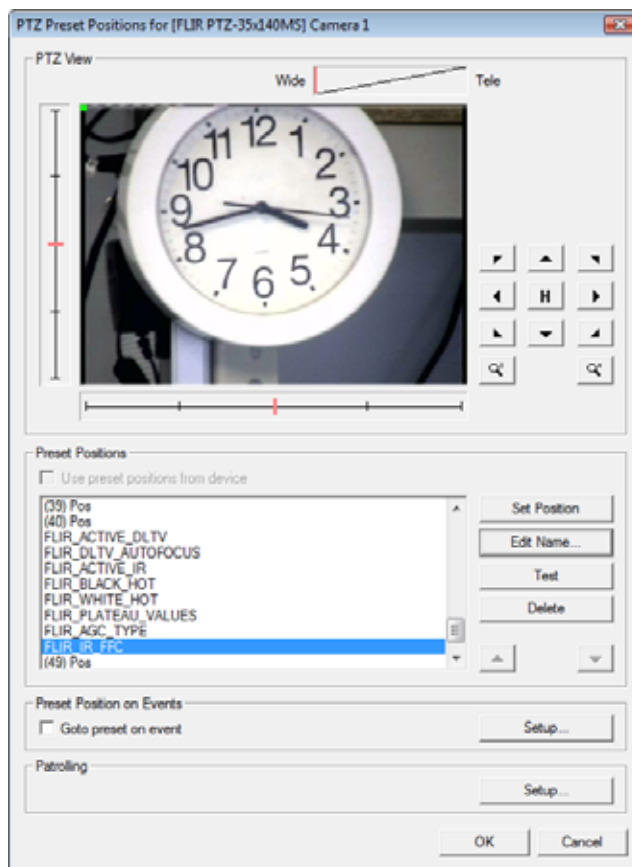 PTZ Preset Positions for [FLIR PTZ-35x140MS] Camera 1
PTZ View
Wide
Tele
12
11
1
10
2
9
3
8
4
7
5
6
H
Preset Positions
Use preset positions from device
(39) Pos
(40) Pos
FLIR_ACTIVE_DLTV
FLIR_DLTV_AUTOFOCUS
FLIR_ACTIVE_IR
FLIR_BLACK_HOT
FLIR_WHITE_HOT
FLIR_PLATEAU_VALUES
FLIR_AGC_TYPE
FLIR_IR_FFC
(49) Pos
Set Position
Edit Name...
Test
Delete
Preset Position on Events
Goto preset on event
Setup...
Patrolling
Setup...
OK
Cancel